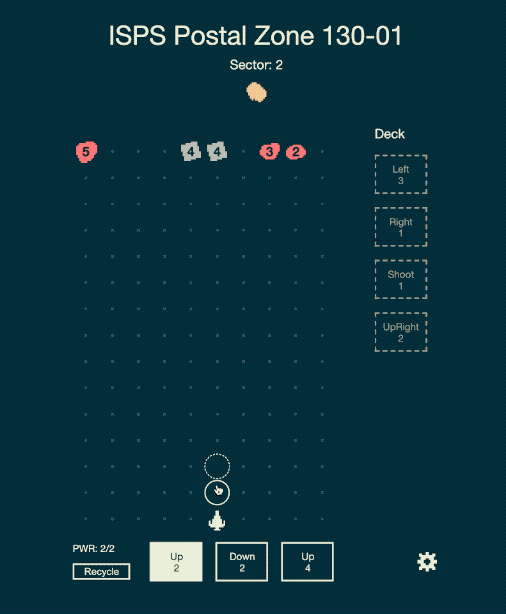 ISPS Postal Zone 130-01
Sector: 2
Deck
5 4 4 3 2
Left
3
Right
1
Shoot
1
UpRight
2
PWR: 2/2
Recycle
Up
2
Down
2
Up
4